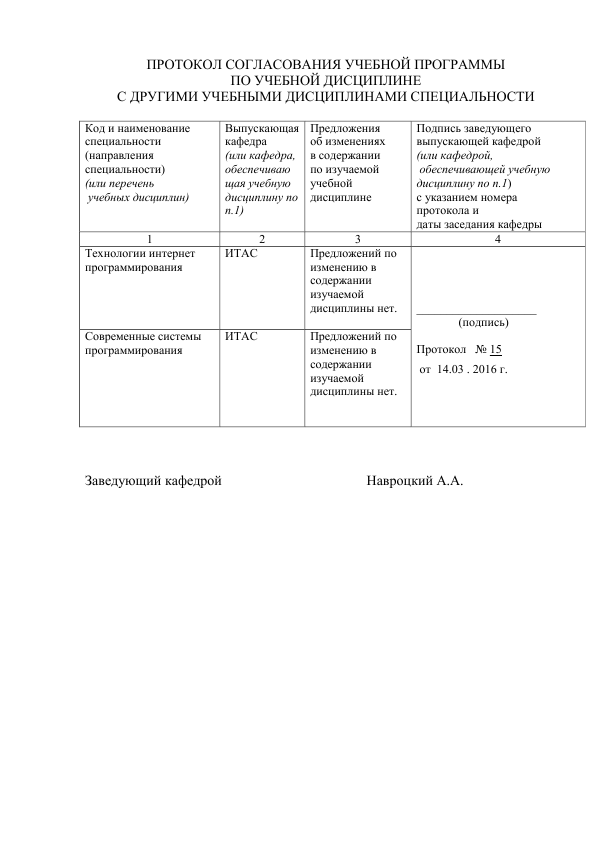 ПРОТОКОЛ СОГЛАСОВАНИЯ УЧЕБНОЙ ПРОГРАММЫ
ПО УЧЕБНОЙ ДИСЦИПЛИНЕ
С ДРУГИМИ УЧЕБНЫМИ ДИСЦИПЛИНАМИ СПЕЦИАЛЬНОСТИ
Код и наименование
специальности
(направления
специальности)
(или перечень
учебных дисциплин)
Выпускающая
кафедра
(или кафедра,
обеспечиваю
щая учебную
дисциплину по
п.1)
Предложения
об изменениях
в содержании
по изучаемой
учебной
дисциплине
Подпись заведующего
выпускающей кафедрой
(или кафедрой,
обеспечивающей учебную
дисциплину по п.1)
с указанием номера
протокола и
даты заседания кафедры
1
2
3
4
Технологии интернет
программирования
ИТАС
Предложений по
изменению в
содержании
изучаемой
дисциплины нет.
____________________
(подпись)
Протокол № 15
от 14.03 . 2016 г.
Современные системы
программирования
ИТАС
Предложений по
изменению в
содержании
изучаемой
дисциплины нет.
Заведующий кафедрой Навроцкий А.А.